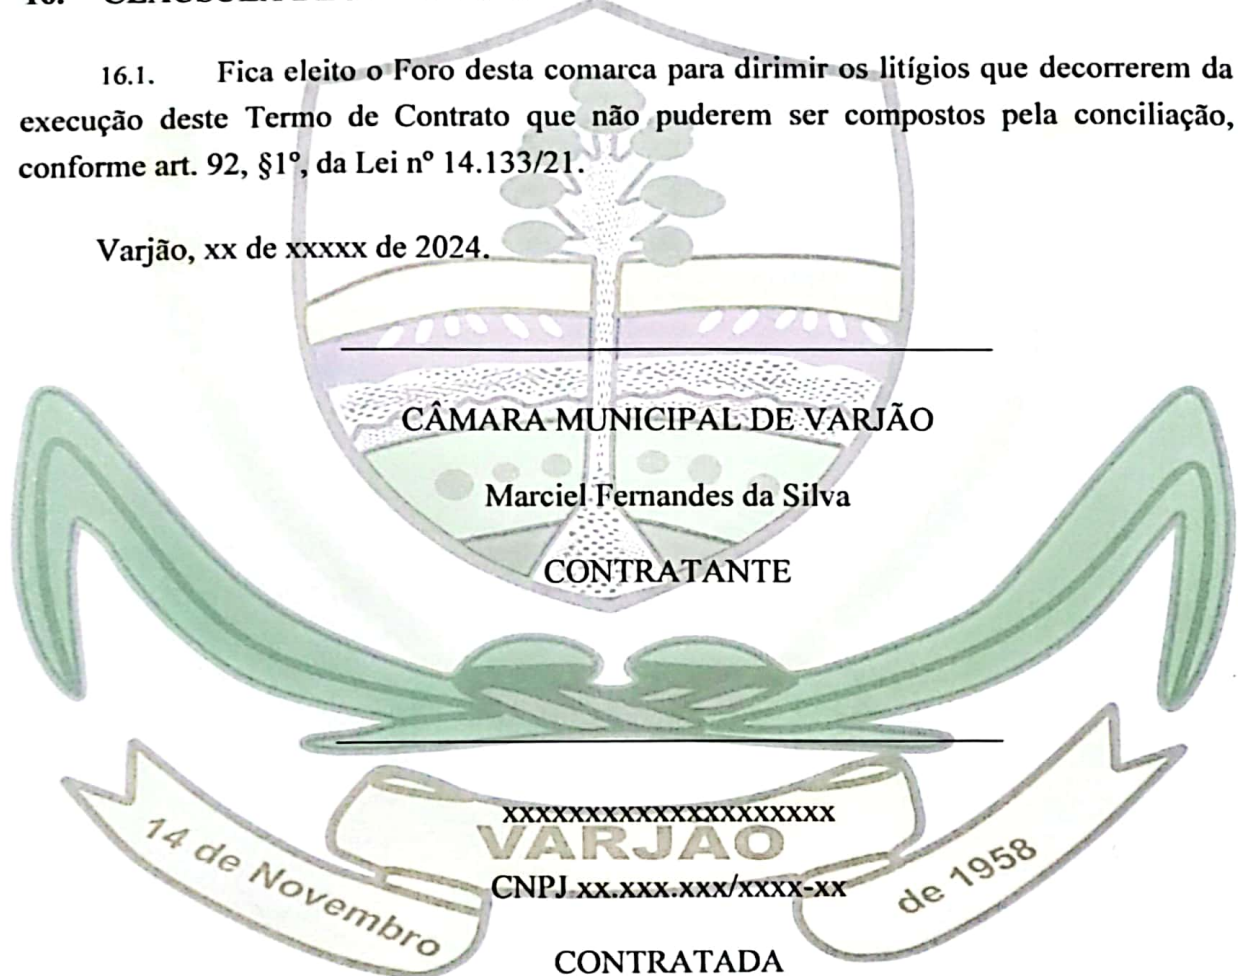 16.
16.1. Fica eleito o Foro desta comarca para dirimir os litígios que decorrerem da
execução deste Termo de Contrato que não puderem ser compostos pela conciliação,
conforme art. 92, §1º, da Lei nº 14.133/21.
Varjão, xx de xxxxx de 2024.
CÂMARA MUNICIPAL DE VARJÃO
Marciel Fernandes da Silva
CONTRATANTE
xxxxxxxxxxxxxxxxxxxx
VARJAO
CNPJ xx.xxx.xxx/xxxx-xx
14 de Novembro
de 1958
CONTRATADA